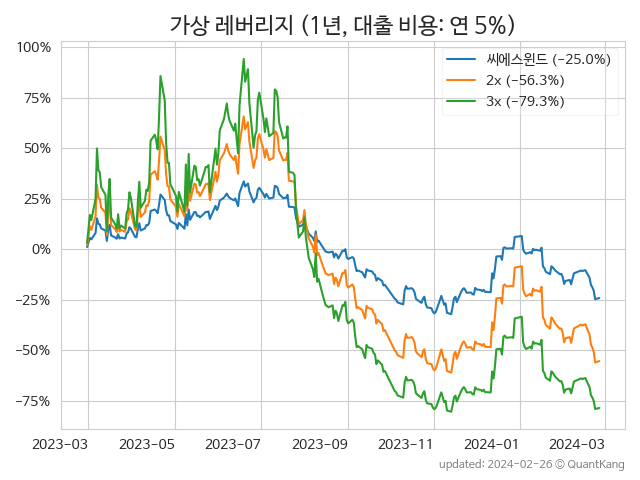 가상 레버리지 (1년, 대출 비용: 연 5%)
100%
75%
50%
25%
0%
−25%
−50%
−75%
씨에스윈드 (−25.0%)
2x (−56.3%)
3x (−79.3%)
2023-03 2023-05 2023-07 2023-09 2023-11 2024-01 2024-03
updated: 2024-02-26 © QuantKang